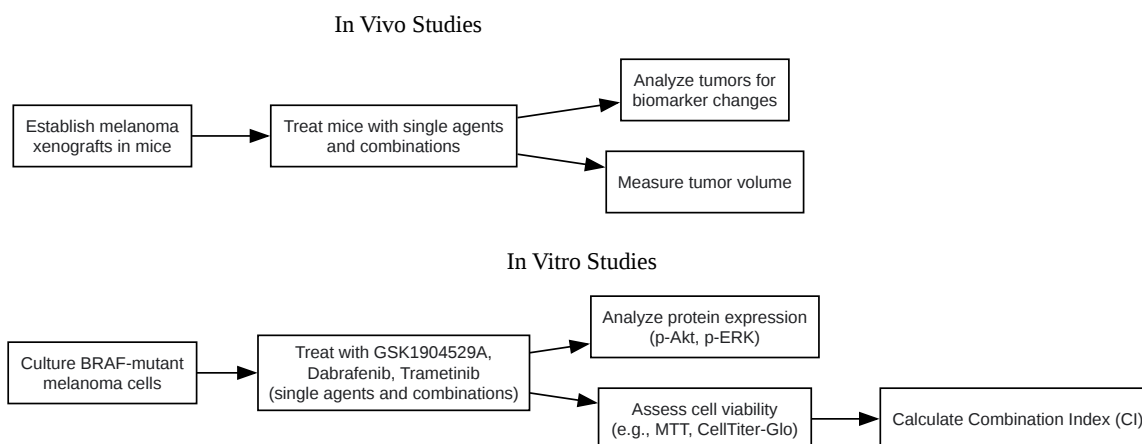 In Vivo Studies
Establish melanoma
xenografts in mice
Treat mice with single agents
and combinations
Analyze tumors for
biomarker changes
Measure tumor volume
In Vitro Studies
Culture BRAF-mutant
melanoma cells
Treat with GSK1904529A,
Dabrafenib, Trametinib
(single agents and combinations)
Analyze protein expression
(p-Akt, p-ERK)
Assess cell viability
(e.g., MTT, CellTiter-Glo)
Calculate Combination Index (CI)